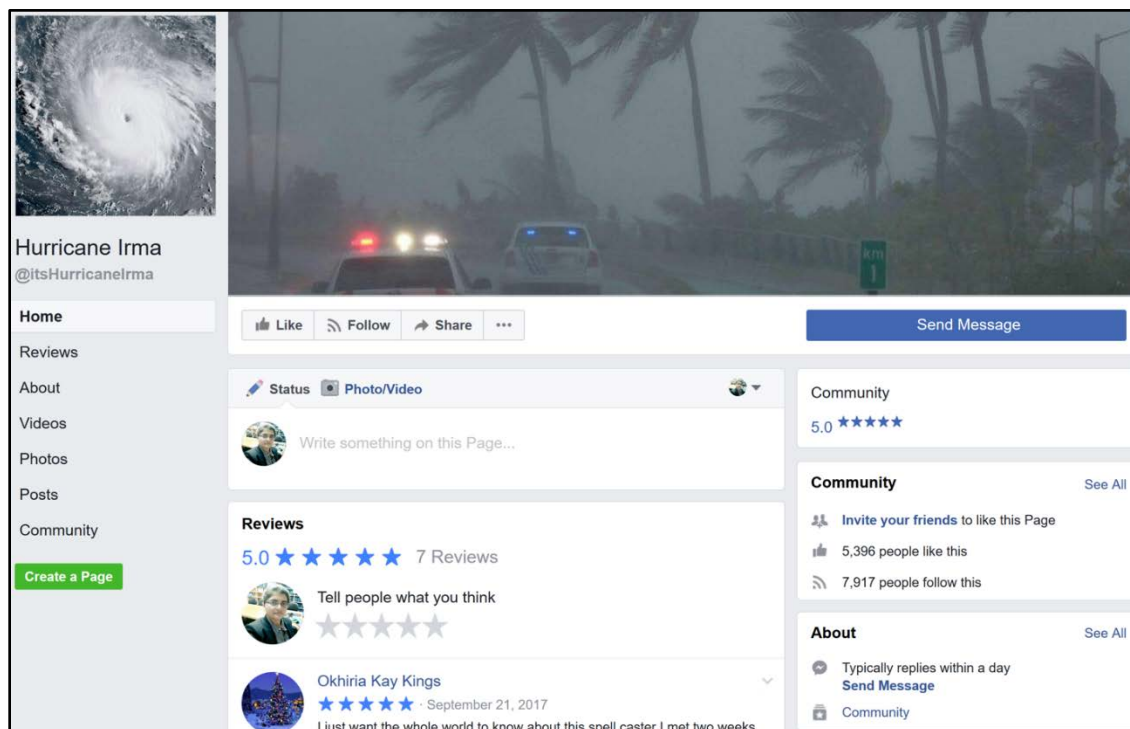 Hurricane Irma
@itsHurricaneIrma
Home
Reviews
About
Videos
Photos
Posts
Community
Create a Page
km
1
Like Follow Share
Send Message
Status Photo/Video
Write something on this Page...
Reviews
5.0 7 Reviews
Tell people what you think
Okhiria Kay Kings
· September 21, 2017
I just want the whole world to know about this spell caster I met two weeks
Community
5.0
Community See All
Invite your friends to like this Page
5,396 people like this
7,917 people follow this
About See All
Typically replies within a day
Send Message
Community